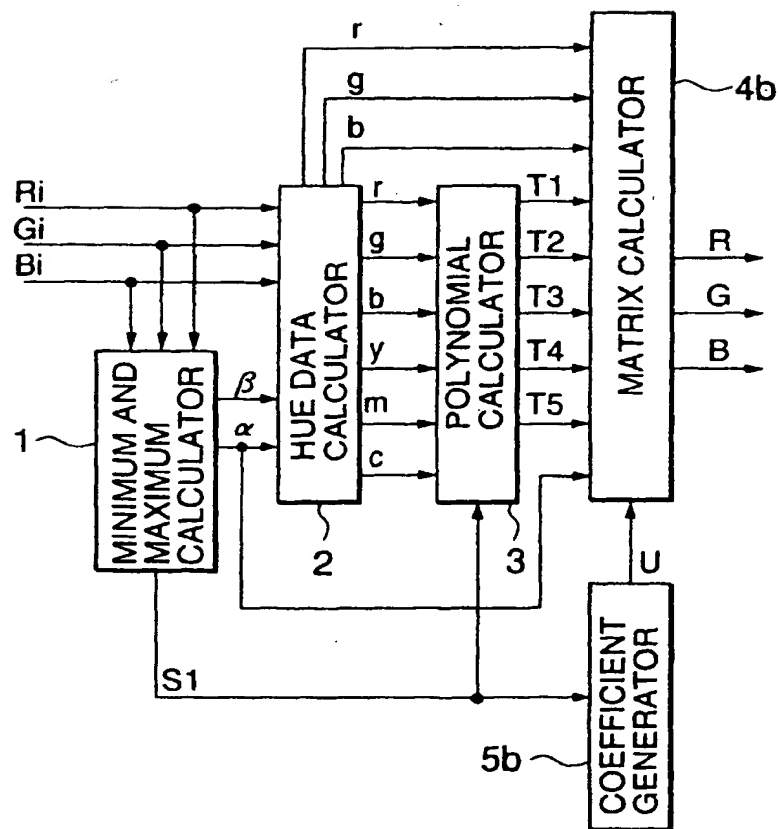 r
g
b
4b
Ri
Gi
Bi
r
g
b
y
m
c
T1
T2
T3
T4
T5
R
G
B
β
α
1
MINIMUM AND
MAXIMUM
CALCULATOR
HUE DATA
CALCULATOR
2
POLYNOMIAL
CALCULATOR
3
MATRIX CALCULATOR
U
S1
5b
COEFFICIENT
GENERATOR